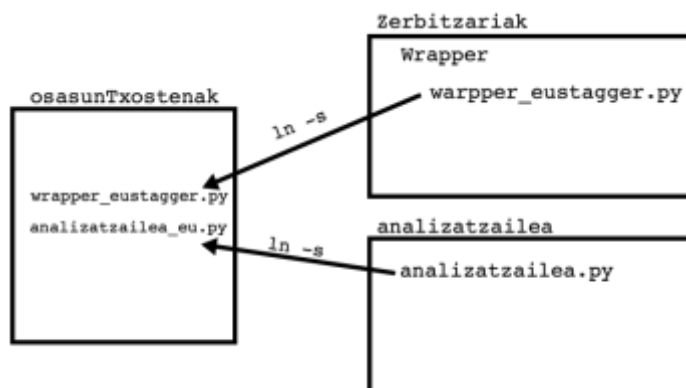 Zerbitzariak
Wrapper
warpper_eustagger.py
osasunTxostenak
ln -s
wrapper_eustagger.py
analizatzailea_eu.py
ln -s
analizatzailea
analizatzailea.py